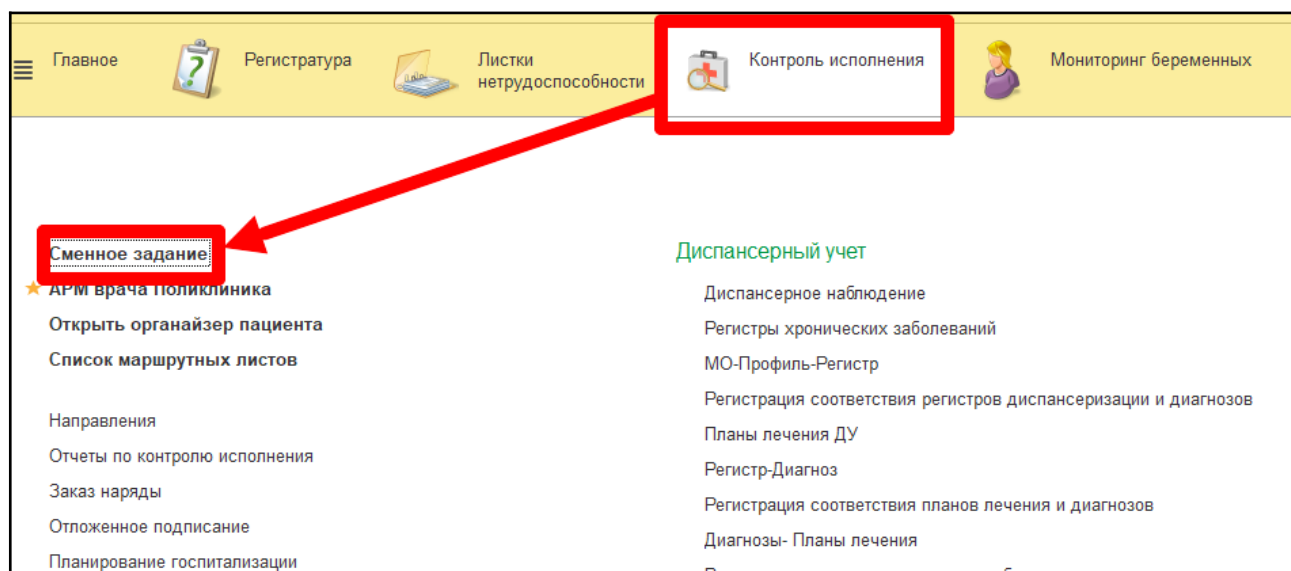 Главное
Регистратура
Листки
нетрудоспособности
Контроль исполнения
Мониторинг беременных
Сменное задание
АРМ врача Поликлиника
Открыть органайзер пациента
Список маршрутных листов
Направления
Отчеты по контролю исполнения
Заказ наряды
Отложенное подписание
Планирование госпитализации
Диспансерный учет
Диспансерное наблюдение
Регистры хронических заболеваний
МО-Профиль-Регистр
Регистрация соответствия регистров диспансеризации и диагнозов
Планы лечения ДУ
Регистр-Диагноз
Регистрация соответствия планов лечения и диагнозов
Диагнозы- Планы лечения